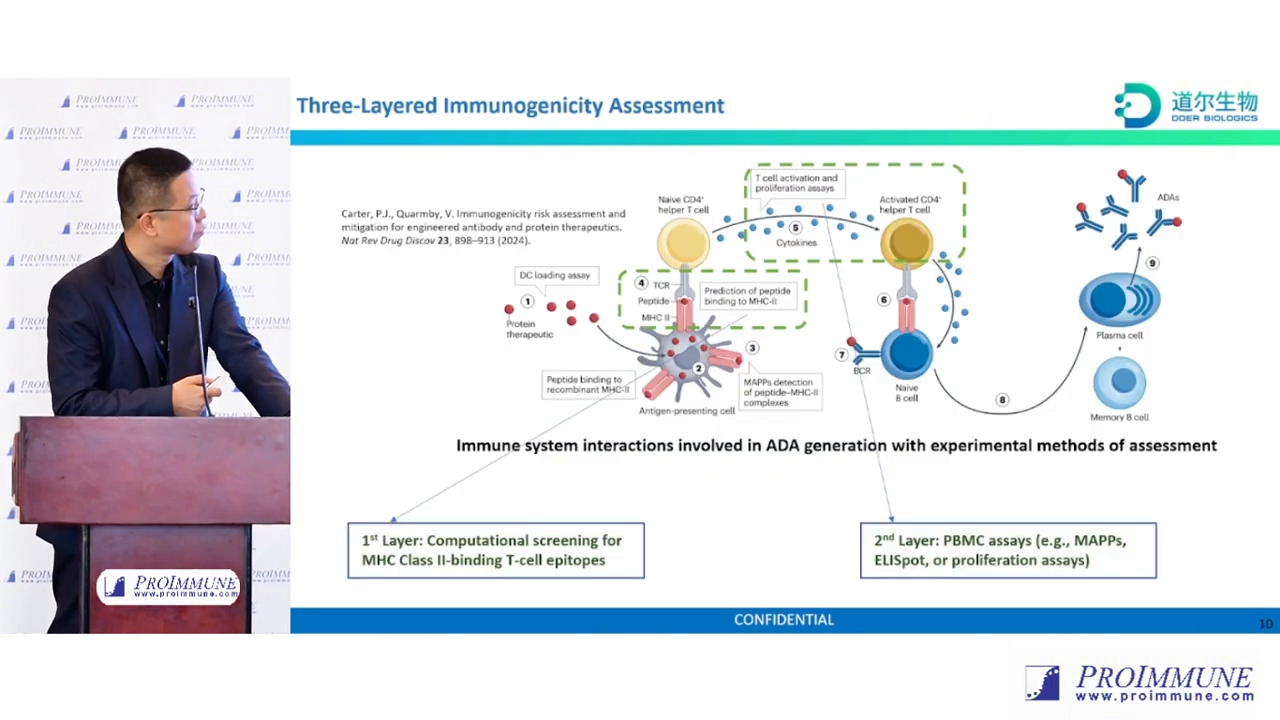 Three-Layered Immunogenicity Assessment
道尔生物
DOER BIOLOGICS
PROIMMUNE
www.proimmune.com
Carter, P.J., Quarmby, V. Immunogenicity risk assessment and
mitigation for engineered antibody and protein therapeutics.
Nat Rev Drug Discov 23, 898–913 (2024).
Naive CD4⁺
helper T cell
T cell activation and
proliferation assays
5
Cytokines
Activated CD4⁺
helper T cell
ADAs
9
DC loading assay
1
Protein
therapeutic
4
TCR
Peptide
MHC II
Prediction of peptide
binding to MHC-II
6
7
BCR
Naive
B cell
8
Plasma cell
+
Memory B cell
2
3
Peptide binding to
recombinant MHC-II
MAPPs detection
of peptide–MHC-II
complexes
Antigen-presenting cell
Immune system interactions involved in ADA generation with experimental methods of assessment
1st Layer: Computational screening for
MHC Class II-binding T-cell epitopes
2nd Layer: PBMC assays (e.g., MAPPs,
ELISpot, or proliferation assays)
PROIMMUNE
www.proimmune.com
CONFIDENTIAL
10
PROIMMUNE
www.proimmune.com